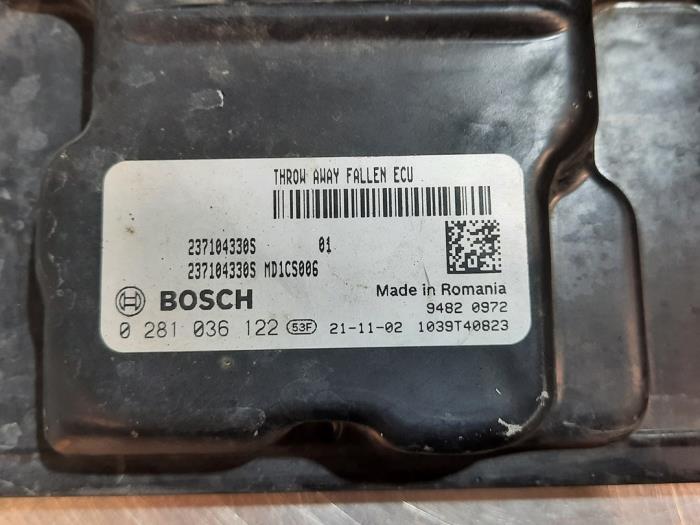 THROW AWAY FALLEN ECU
237104330S 01
237104330S MD1CS006
Made in Romania
BOSCH 9482 0972
0 281 036 122 53F 21-11-02 1039T40823